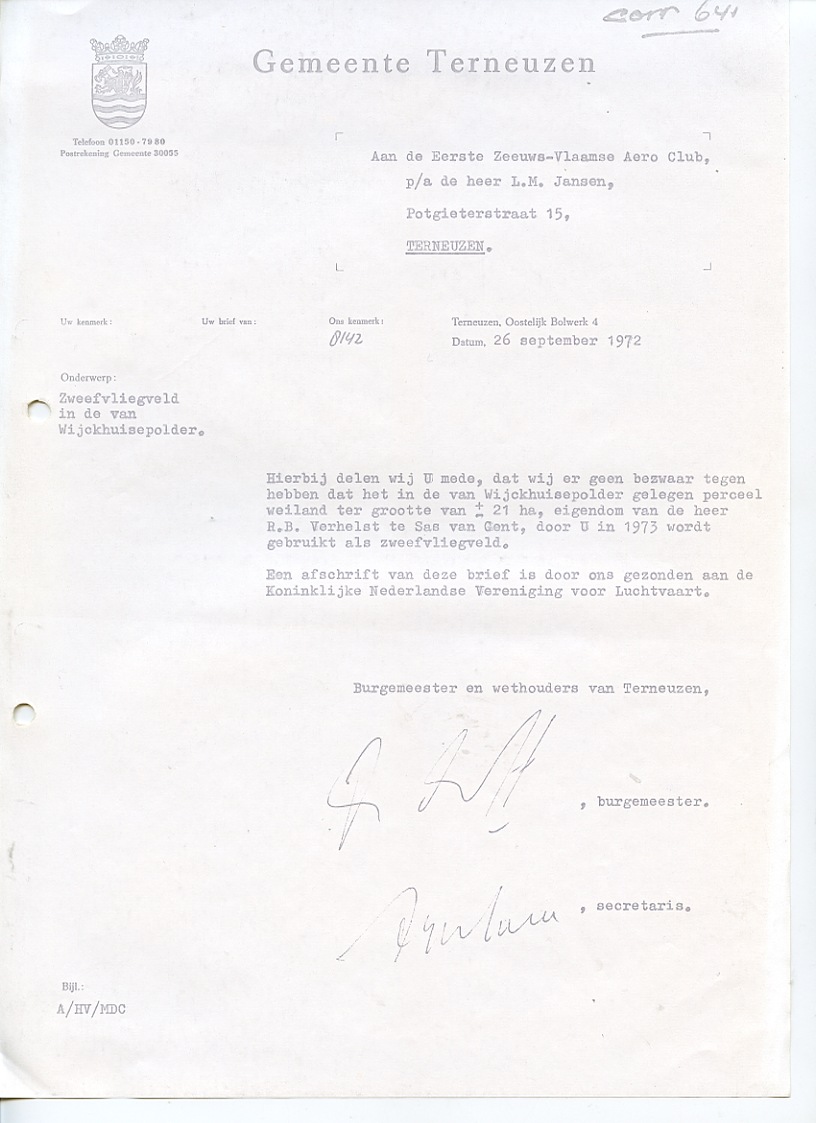 corr 641
Gemeente Terneuzen
Telefoon 01150-7980
Postrekening Gemeente 30055
Aan de Eerste Zeeuws-Vlaamse Aero Club,
p/a de heer L.M. Jansen,
Potgieterstraat 15,
TERNEUZEN.
Uw kenmerk: Uw brief van: Ons kenmerk: Terneuzen, Oostelijk Bolwerk 4
8142 Datum, 26 september 1972
Onderwerp:
Zweefvliegveld
in de van
Wijckhuisepolder.
Hierbij delen wij U mede, dat wij er geen bezwaar tegen
hebben dat het in de van Wijckhuisepolder gelegen perceel
weiland ter grootte van ± 21 ha, eigendom van de heer
R.B. Verhelst te Sas van Gent, door U in 1973 wordt
gebruikt als zweefvliegveld.
Een afschrift van deze brief is door ons gezonden aan de
Koninklijke Nederlandse Vereniging voor Luchtvaart.
Burgemeester en wethouders van Terneuzen,
, burgemeester.
, secretaris.
Bijl.:
A/HV/MDC